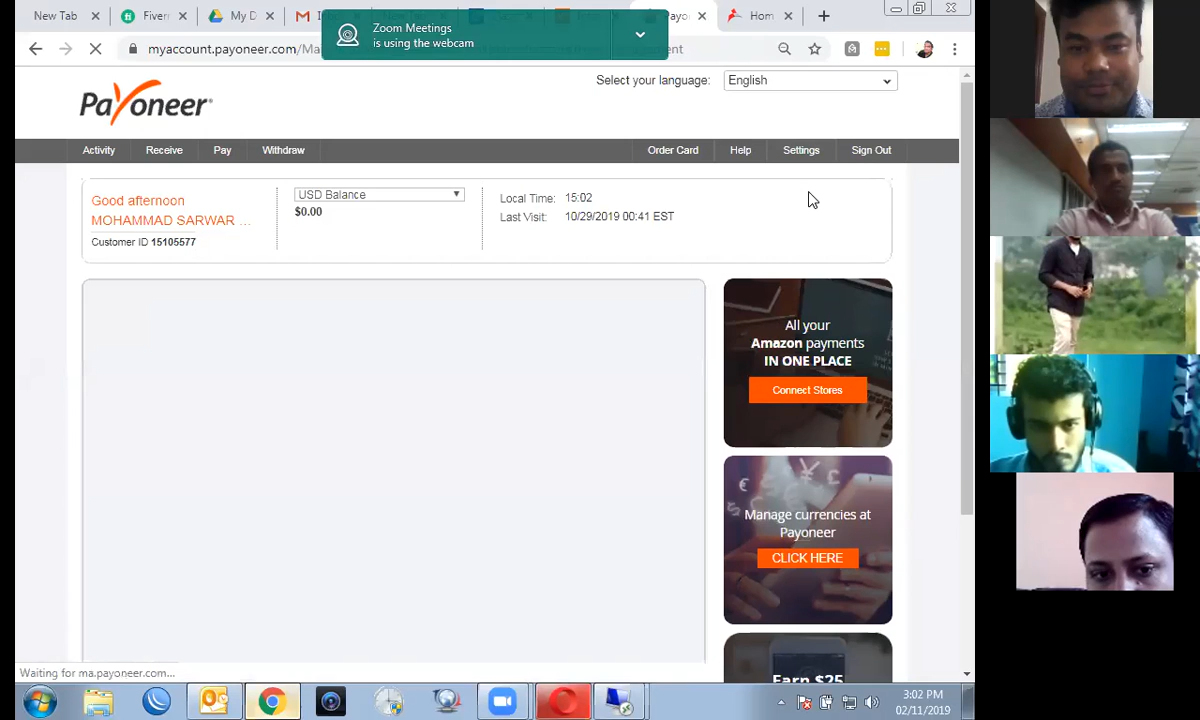 New Tab
Fiver
My D
M
Payo
Hom
Zoom Meetings
is using the webcam
myaccount.payoneer.com/Ma
ment
Payoneer
Select your language:
English
Activity
Receive
Pay
Withdraw
Order Card
Help
Settings
Sign Out
Good afternoon
MOHAMMAD SARWAR ...
Customer ID 15105577
USD Balance
$0.00
Local Time: 15:02
Last Visit: 10/29/2019 00:41 EST
All your
Amazon payments
IN ONE PLACE
Connect Stores
Manage currencies at
Payoneer
CLICK HERE
Earn $25
Waiting for ma.payoneer.com...
3:02 PM
02/11/2019